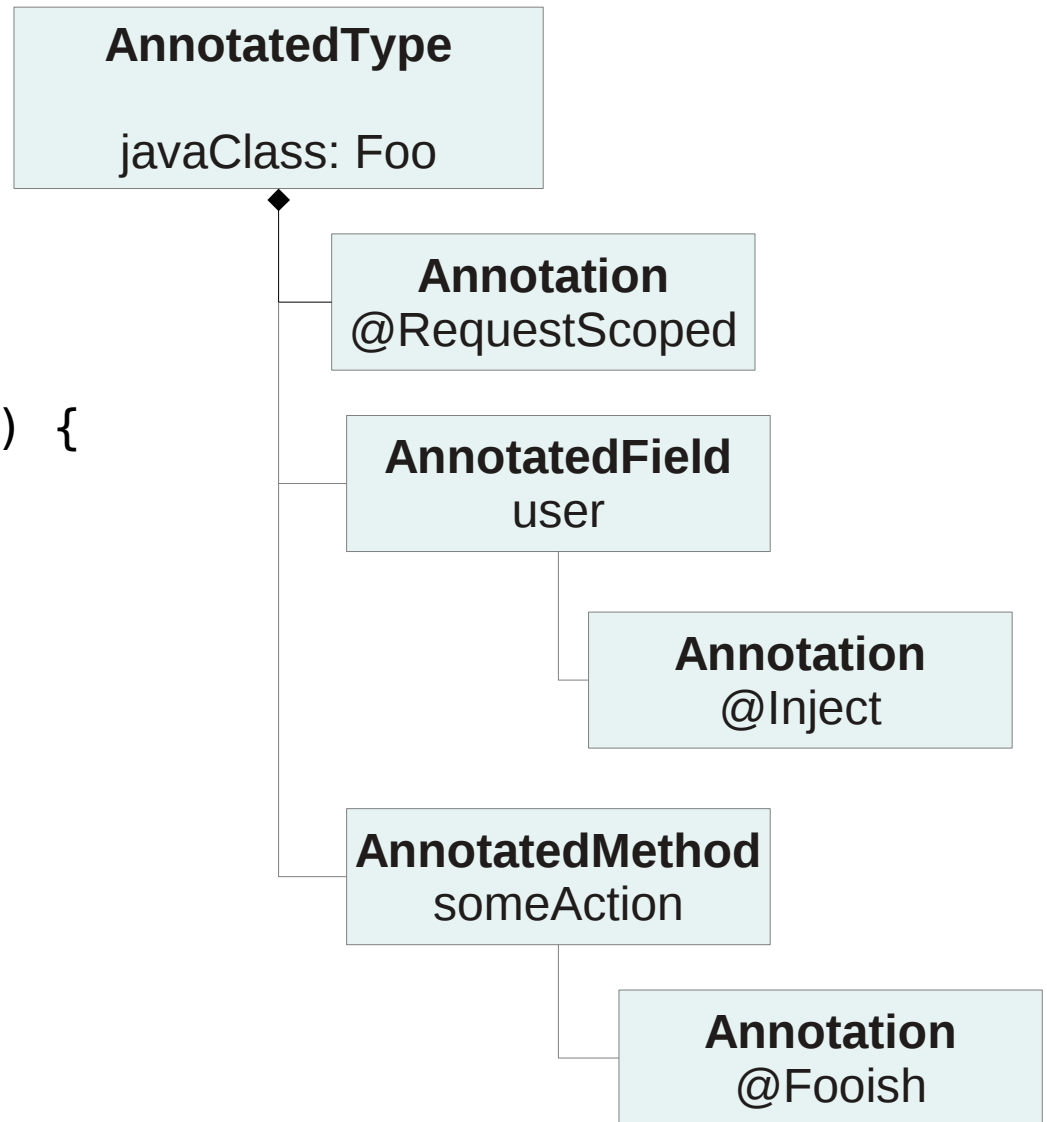 AnnotatedType
javaClass: Foo
Annotation
@RequestScoped
) {
AnnotatedField
user
Annotation
@Inject
AnnotatedMethod
someAction
Annotation
@Fooish